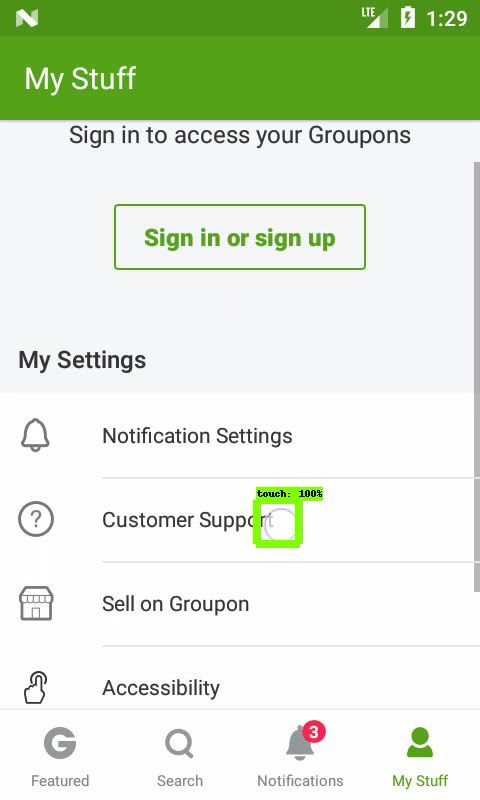 LTE 1:29
My Stuff
Sign in to access your Groupons
Sign in or sign up
My Settings
Notification Settings
touch: 100%
? Customer Support
Sell on Groupon
Accessibility
G 3
Featured Search Notifications My Stuff